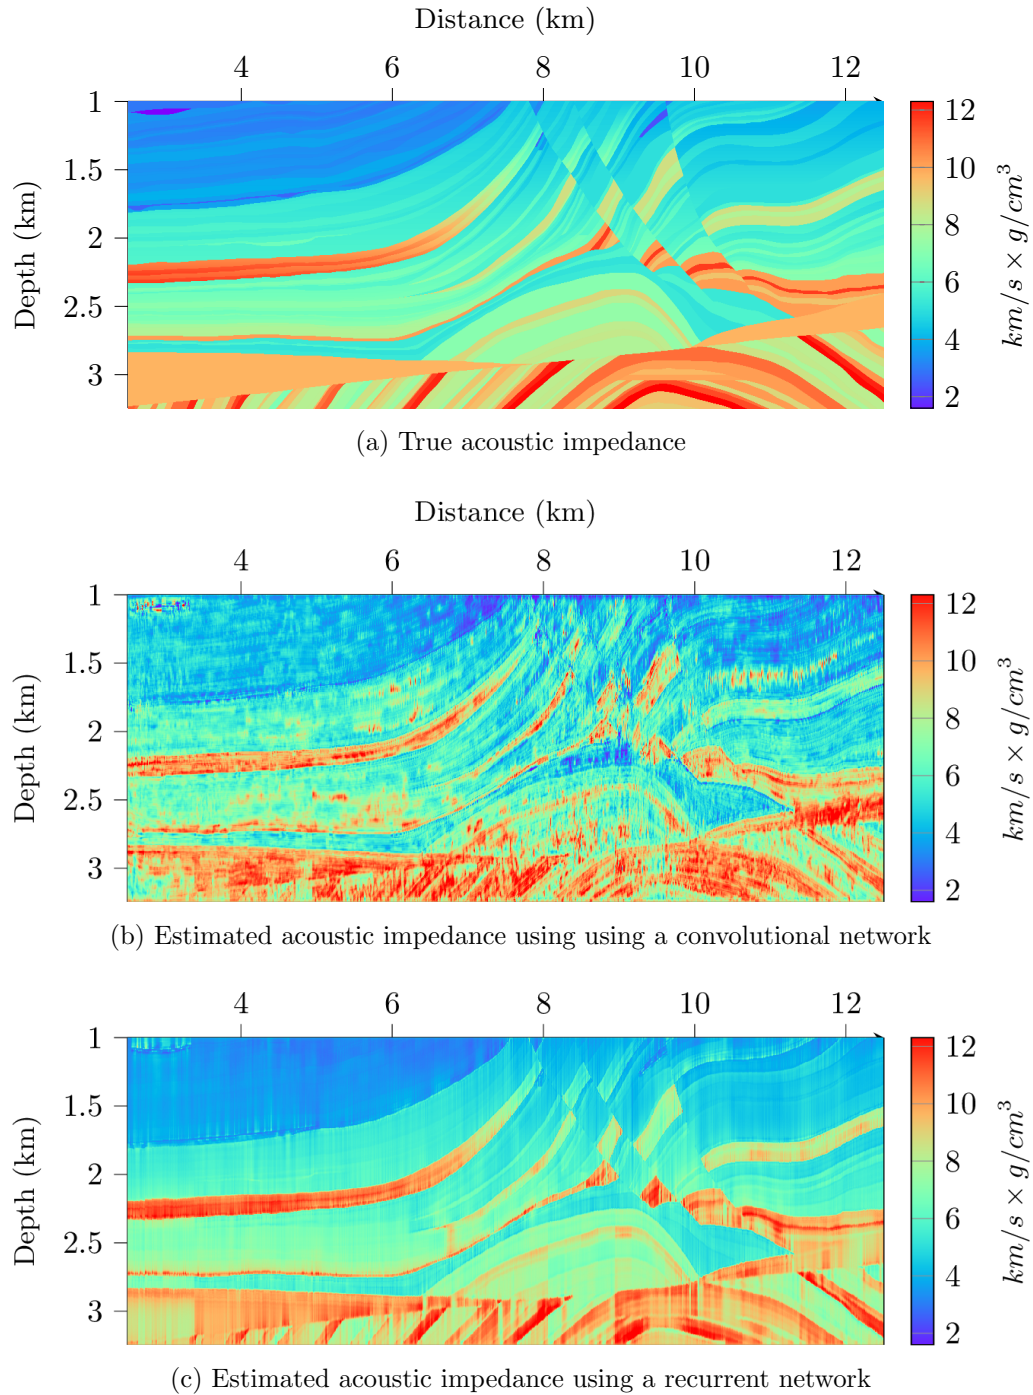 Distance (km)
4 6 8 10 12
1
1.5
2
2.5
3
Depth (km)
12
10
8
6
4
2
km/s × g/cm³
(a) True acoustic impedance
Distance (km)
4 6 8 10 12
1
1.5
2
2.5
3
Depth (km)
12
10
8
6
4
2
km/s × g/cm³
(b) Estimated acoustic impedance using using a convolutional network
4 6 8 10 12
1
1.5
2
2.5
3
Depth (km)
12
10
8
6
4
2
km/s × g/cm³
(c) Estimated acoustic impedance using a recurrent network